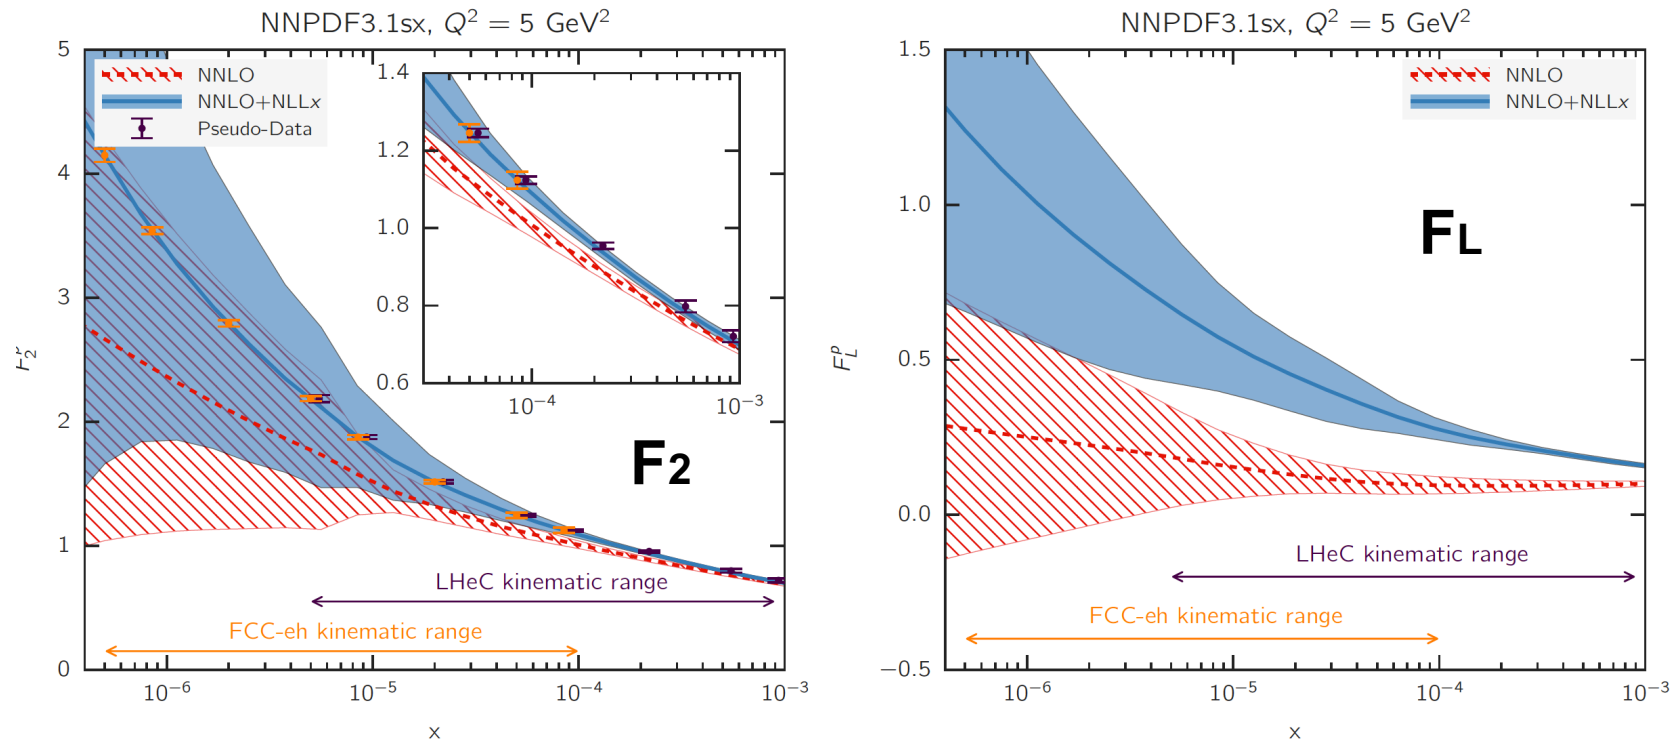 NNPDF3.1sx, Q² = 5 GeV²
5
4
3
2
1
0
F₂ᵖ
NNLO
NNLO+NLLx
Pseudo-Data
1.4
1.2
1.0
0.8
0.6
10⁻⁴
10⁻³
F2
LHeC kinematic range
FCC-eh kinematic range
10⁻⁶
10⁻⁵
10⁻⁴
10⁻³
x
NNPDF3.1sx, Q² = 5 GeV²
1.5
1.0
0.5
0.0
−0.5
F_L^p
NNLO
NNLO+NLLx
FL
LHeC kinematic range
FCC-eh kinematic range
10⁻⁶
10⁻⁵
10⁻⁴
10⁻³
x